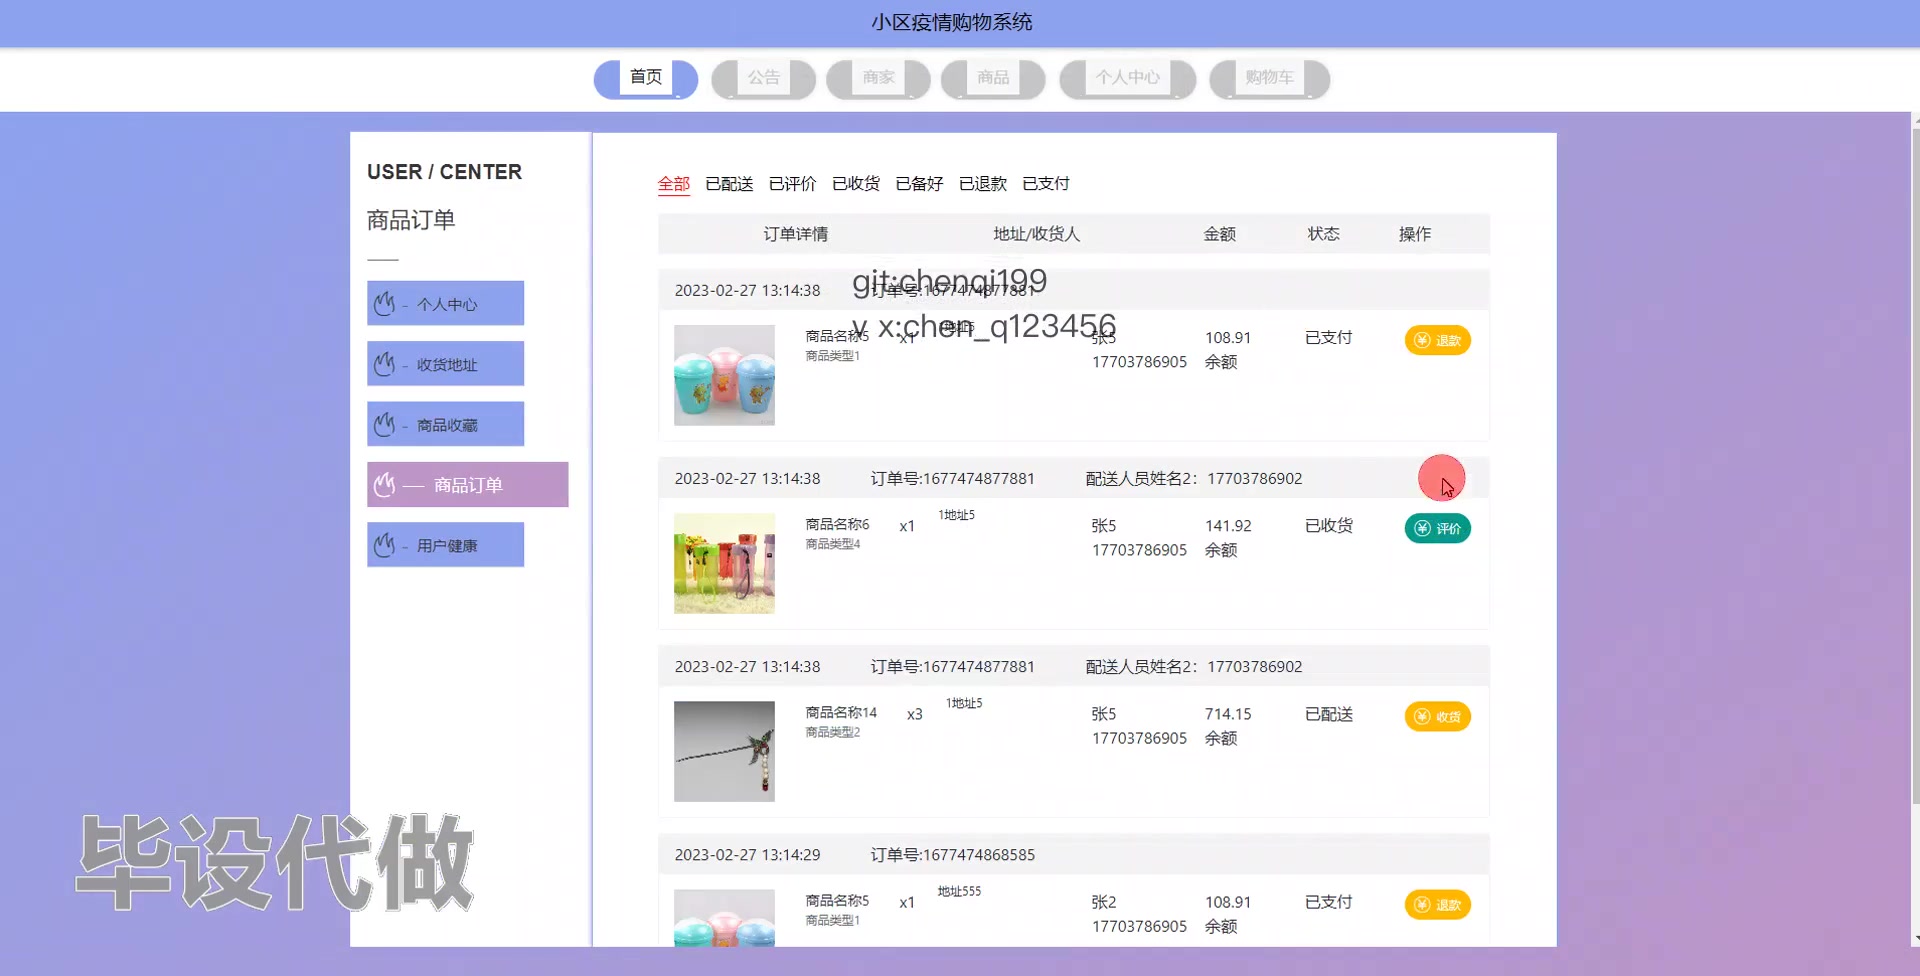 小区疫情购物系统
首页 公告 商家 商品 个人中心 购物车
USER / CENTER
商品订单
- 个人中心
- 收货地址
- 商品收藏
— 商品订单
- 用户健康
全部 已配送 已评价 已收货 已备好 已退款 已支付
订单详情 地址/收货人 金额 状态 操作
git:chenqi199
2023-02-27 13:14:38 订单号:1677474877881
v x:chen_q123456
商品名称5 x1 1地址5 张5 108.91 已支付 退款
商品类型1 17703786905 余额
2023-02-27 13:14:38 订单号:1677474877881 配送人员姓名2: 17703786902
商品名称6 x1 1地址5 张5 141.92 已收货 评价
商品类型4 17703786905 余额
2023-02-27 13:14:38 订单号:1677474877881 配送人员姓名2: 17703786902
商品名称14 x3 1地址5 张5 714.15 已配送 收货
商品类型2 17703786905 余额
2023-02-27 13:14:29 订单号:1677474868585
商品名称5 x1 地址555 张2 108.91 已支付 退款
商品类型1 17703786905 余额
毕设代做